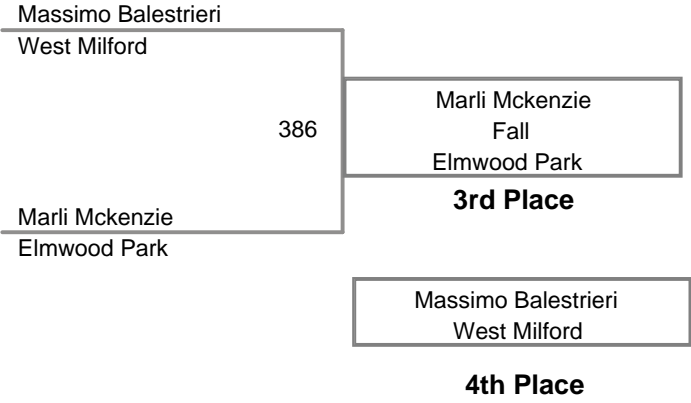 Massimo Balestrieri
West Milford
386
Marli Mckenzie
Fall
Elmwood Park
3rd Place
Marli Mckenzie
Elmwood Park
Massimo Balestrieri
West Milford
4th Place